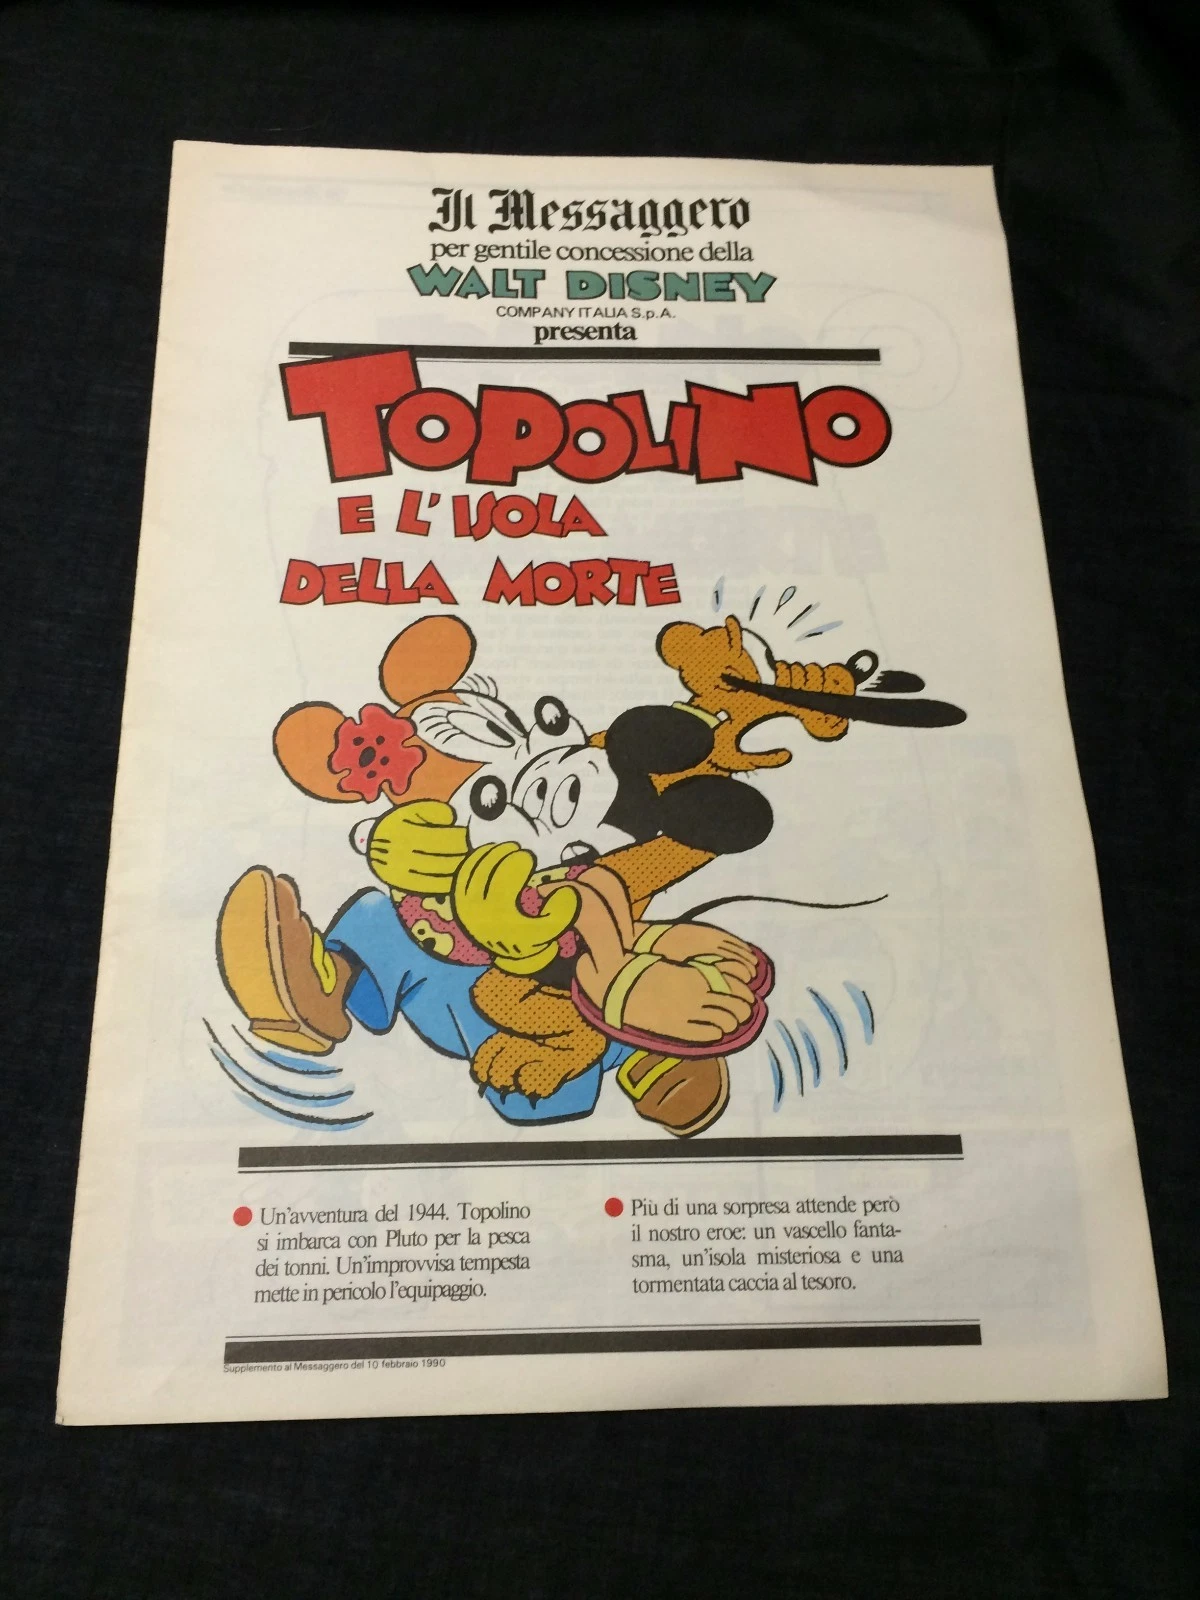 Il Messaggero
per gentile concessione della
WALT DISNEY
COMPANY ITALIA S.p.A.
presenta
TOPOLINO
E L'ISOLA
DELLA MORTE
Un'avventura del 1944. Topolino
si imbarca con Pluto per la pesca
dei tonni. Un'improvvisa tempesta
mette in pericolo l'equipaggio.
Più di una sorpresa attende però
il nostro eroe: un vascello fanta-
sma, un'isola misteriosa e una
tormentata caccia al tesoro.
Supplemento al Messaggero del 10 febbraio 1990